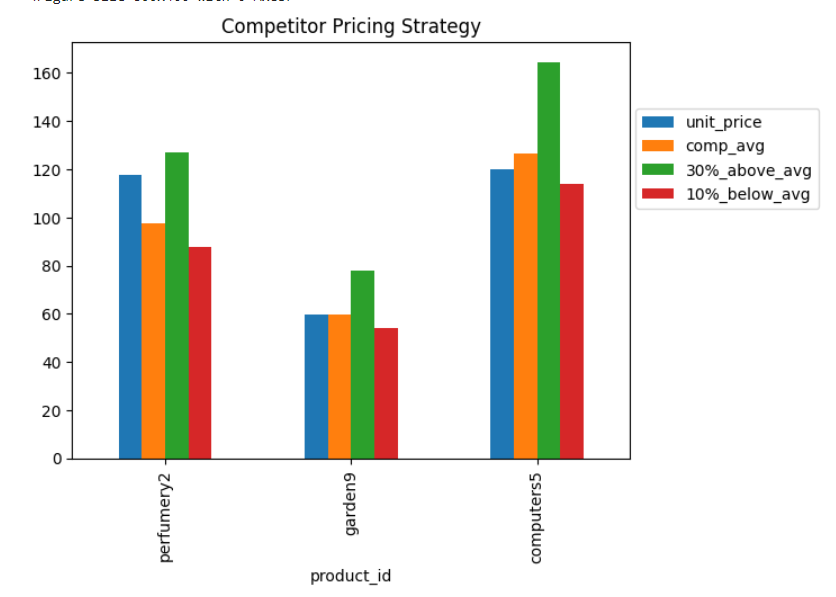 Competitor Pricing Strategy
160
140
120
100
80
60
40
20
0
unit_price
comp_avg
30%_above_avg
10%_below_avg
perfumery2
garden9
computers5
product_id